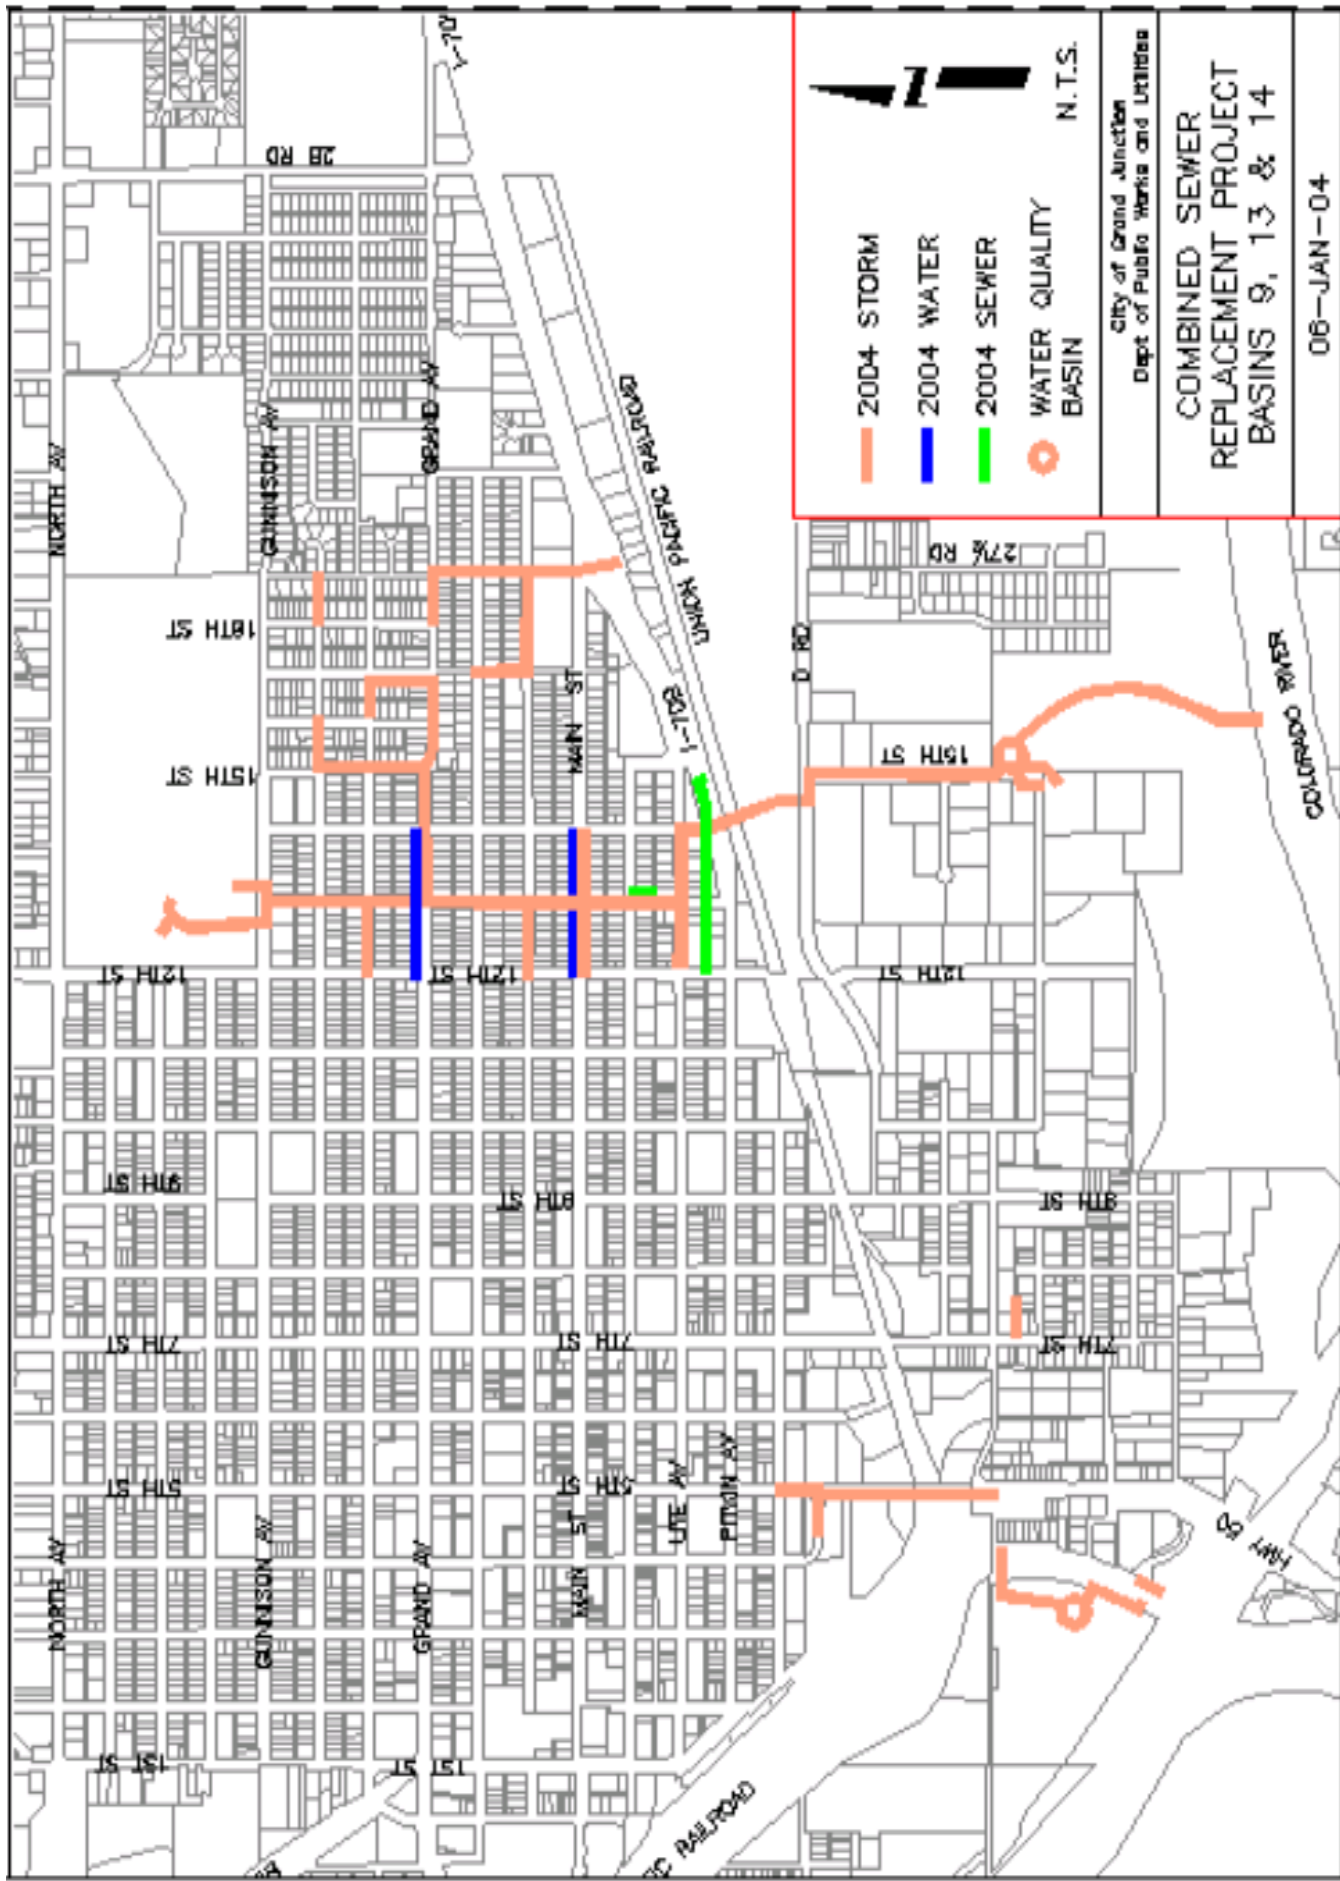 NORTH AV
NORTH AV
GUNNISON AV
GUNNISON AV
GRAND AV
GRAND AV
MAIN ST
MAIN ST
UTE AV
PITKIN AV
1ST ST
1ST ST
5TH ST
5TH ST
7TH ST
7TH ST
7TH ST
9TH ST
9TH ST
9TH ST
12TH ST
12TH ST
12TH ST
15TH ST
15TH ST
18TH ST
28 RD
27½ RD
D RD
I-70B
I-70
UNION PACIFIC RAILROAD
IC RAILROAD
HWY 50
COLORADO RIVER
2004 STORM
2004 WATER
2004 SEWER
WATER QUALITY
BASIN
N.T.S.
City of Grand Junction
Dept of Public Works and Utilities
COMBINED SEWER
REPLACEMENT PROJECT
BASINS 9, 13 & 14
06-JAN-04